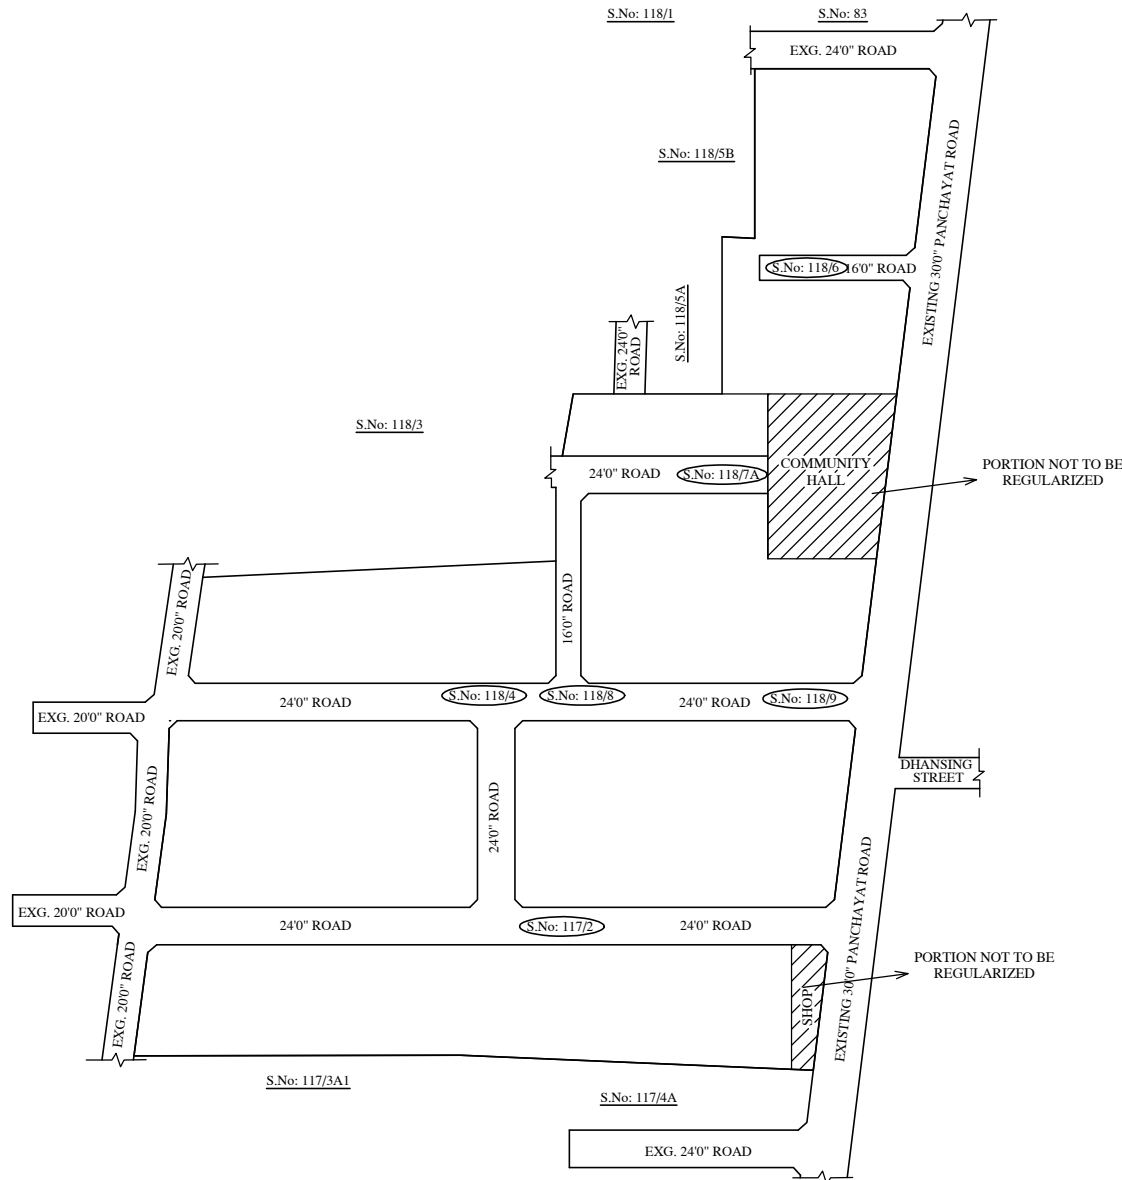 S.No: 118/1
S.No: 83
EXG. 24'0" ROAD
S.No: 118/5B
EXISTING 30'0" PANCHAYAT ROAD
S.No: 118/6
16'0" ROAD
S.No: 118/5A
EXG. 24'0"
ROAD
S.No: 118/3
24'0" ROAD
S.No: 118/7A
COMMUNITY
HALL
PORTION NOT TO BE
REGULARIZED
EXG. 20'0" ROAD
16'0" ROAD
24'0" ROAD
S.No: 118/4
S.No: 118/8
24'0" ROAD
S.No: 118/9
EXG. 20'0" ROAD
DHANSING
STREET
EXG. 20'0" ROAD
24'0" ROAD
EXISTING 30'0" PANCHAYAT ROAD
EXG. 20'0" ROAD
24'0" ROAD
S.No: 117/2
24'0" ROAD
EXG. 20'0" ROAD
SHOP
PORTION NOT TO BE
REGULARIZED
S.No: 117/3A1
S.No: 117/4A
EXG. 24'0" ROAD